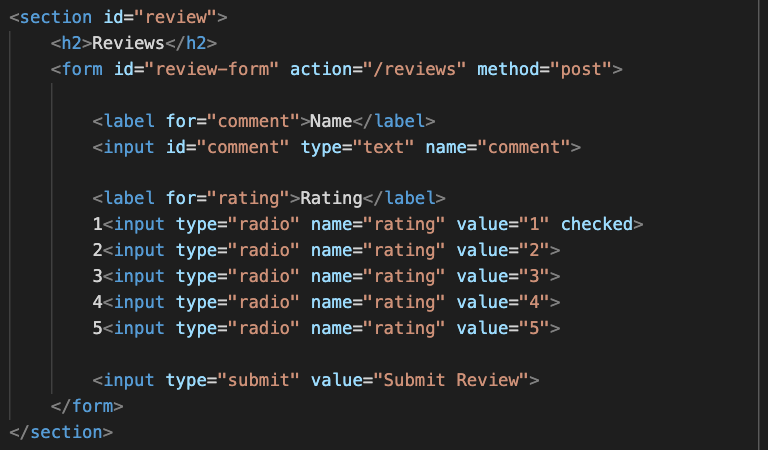 <section id="review">
<h2>Reviews</h2>
<form id="review-form" action="/reviews" method="post">
<label for="comment">Name</label>
<input id="comment" type="text" name="comment">
<label for="rating">Rating</label>
1<input type="radio" name="rating" value="1" checked>
2<input type="radio" name="rating" value="2">
3<input type="radio" name="rating" value="3">
4<input type="radio" name="rating" value="4">
5<input type="radio" name="rating" value="5">
<input type="submit" value="Submit Review">
</form>
</section>